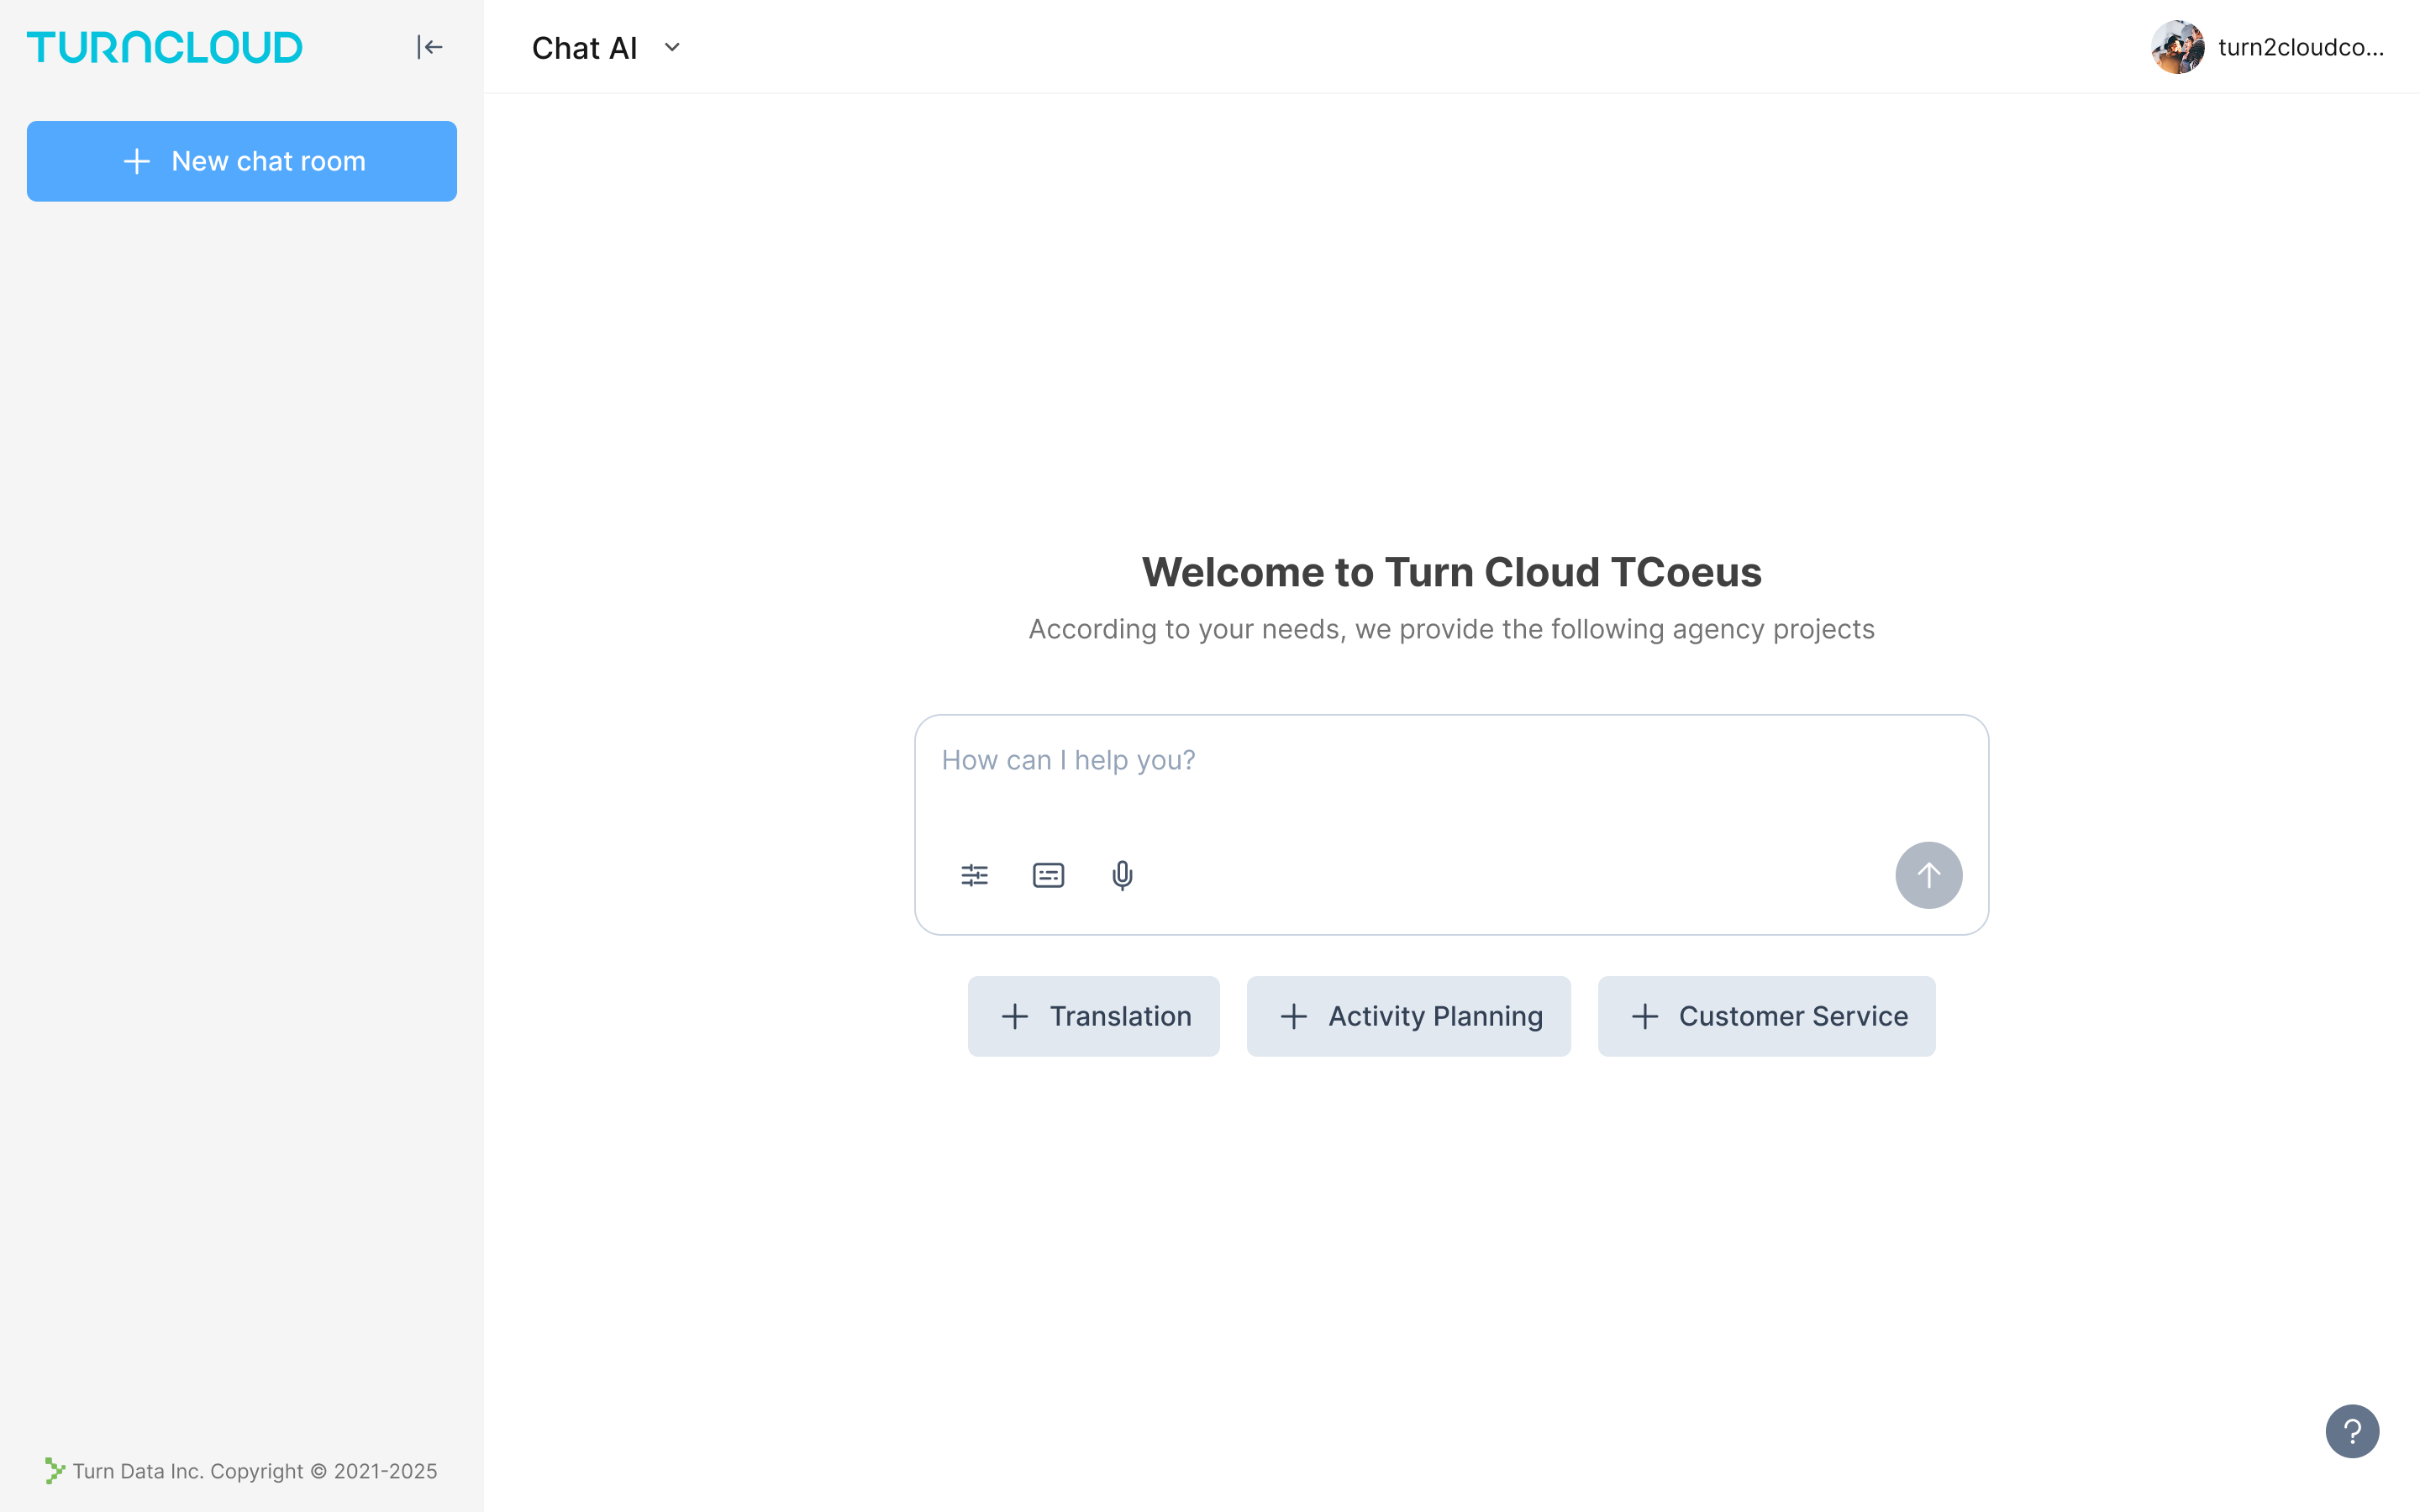 TURNCLOUD
New chat room
Chat AI
turn2cloudco...
Welcome to Turn Cloud TCoeus
According to your needs, we provide the following agency projects
How can I help you?
Translation
Activity Planning
Customer Service
?
Turn Data Inc. Copyright © 2021-2025